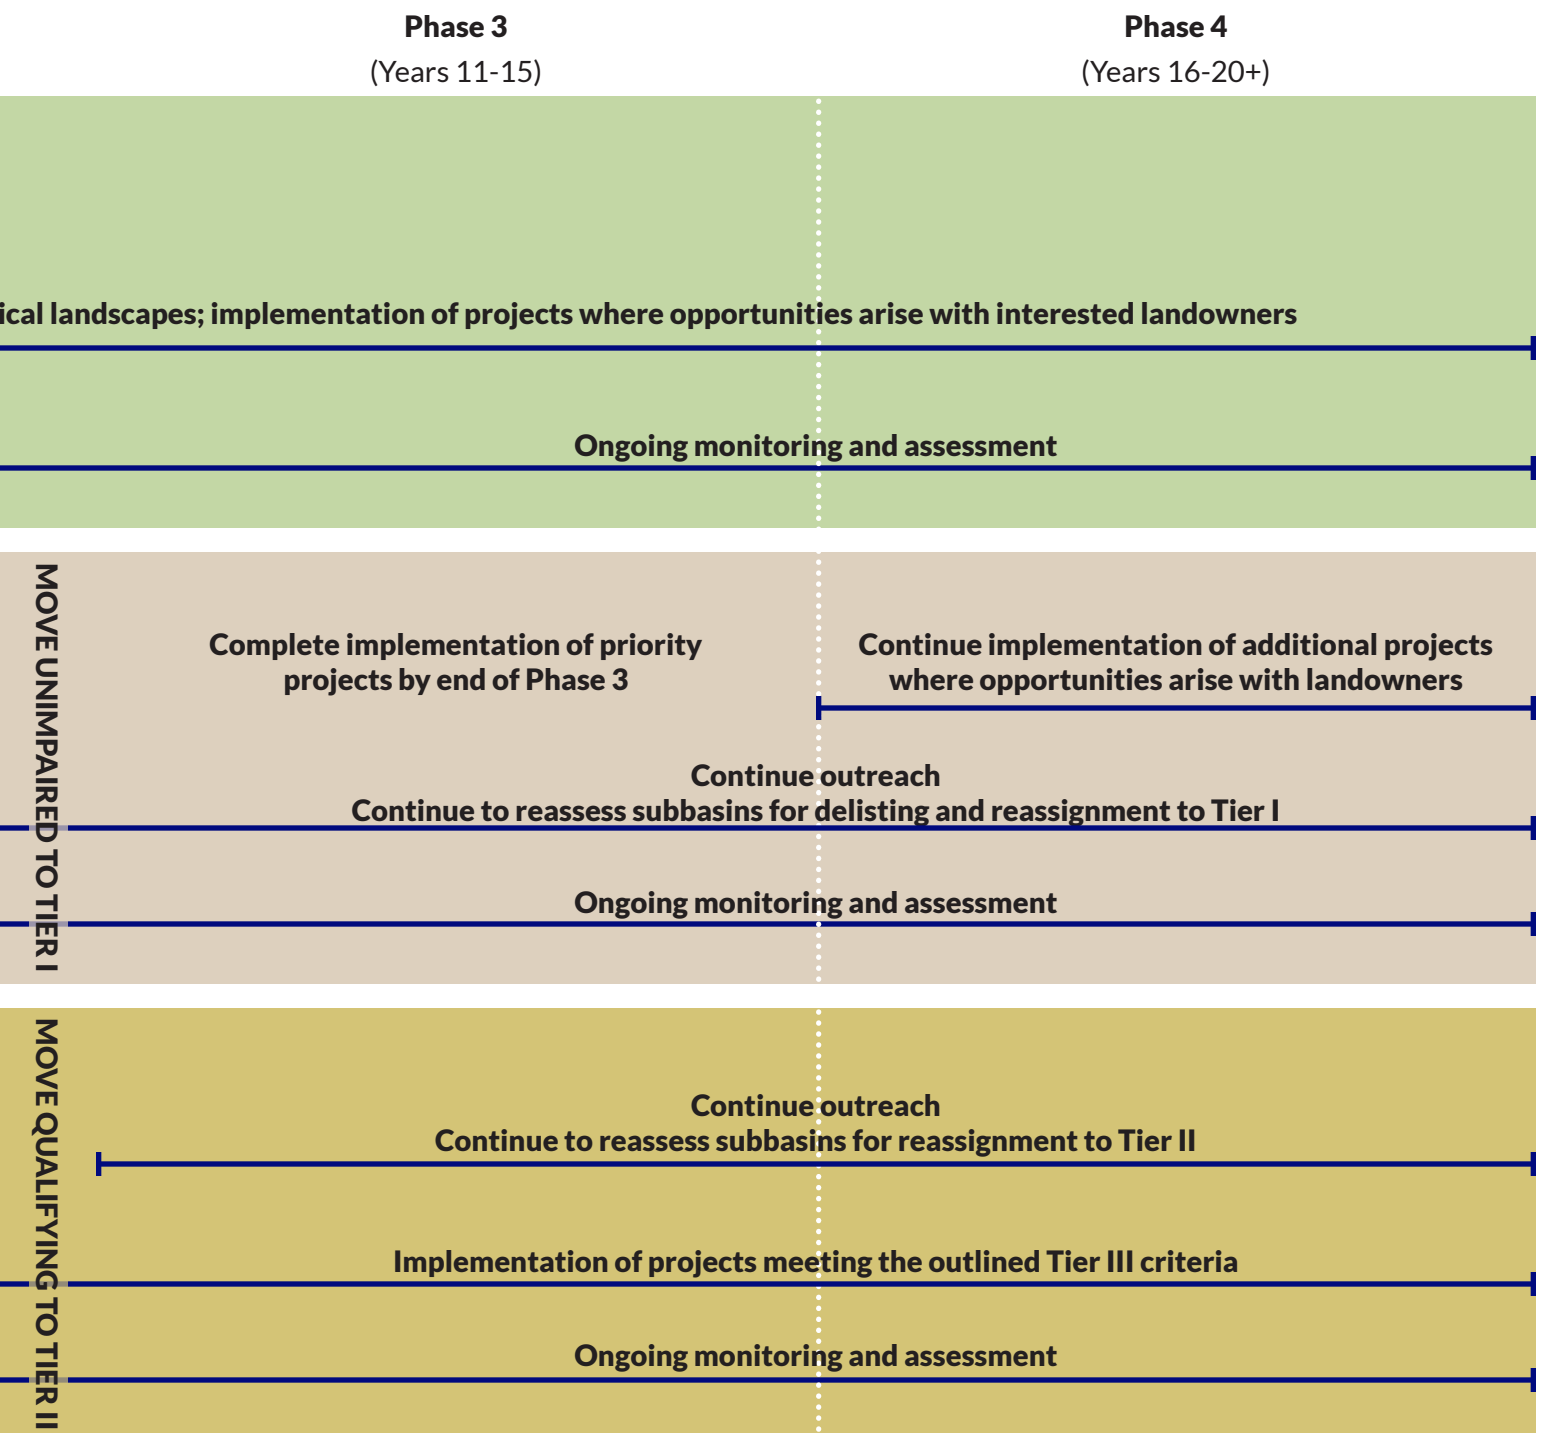 Phase 3
(Years 11-15)
Phase 4
(Years 16-20+)
landscapes; implementation of projects where opportunities arise with interested landowners
Ongoing monitoring and assessment
MOVE UNIMPAIRED TO TIER I
Complete implementation of priority
projects by end of Phase 3
Continue implementation of additional projects
where opportunities arise with landowners
Continue outreach
Continue to reassess subbasins for delisting and reassignment to Tier I
Ongoing monitoring and assessment
MOVE QUALIFYING TO TIER II
Continue outreach
Continue to reassess subbasins for reassignment to Tier II
Implementation of projects meeting the outlined Tier III criteria
Ongoing monitoring and assessment